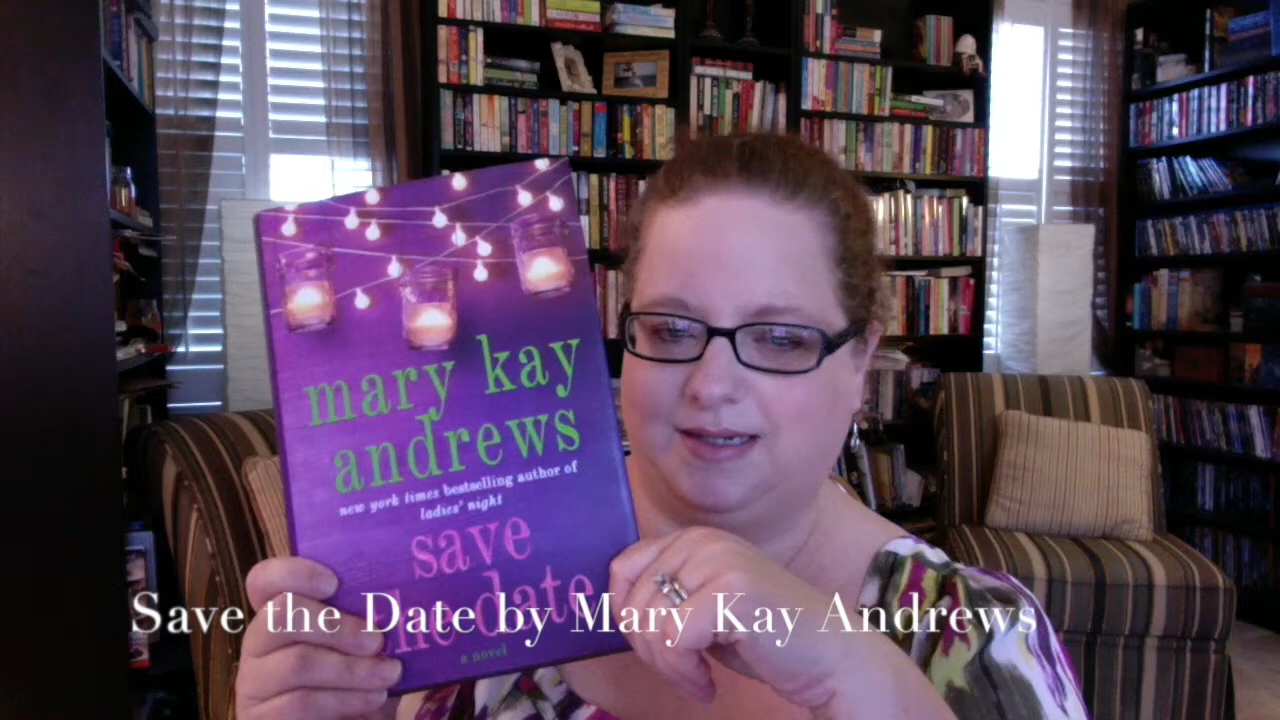 mary kay
andrews
new york times bestselling author of
ladies' night
save
the date
a novel
Save the Date by Mary Kay Andrews